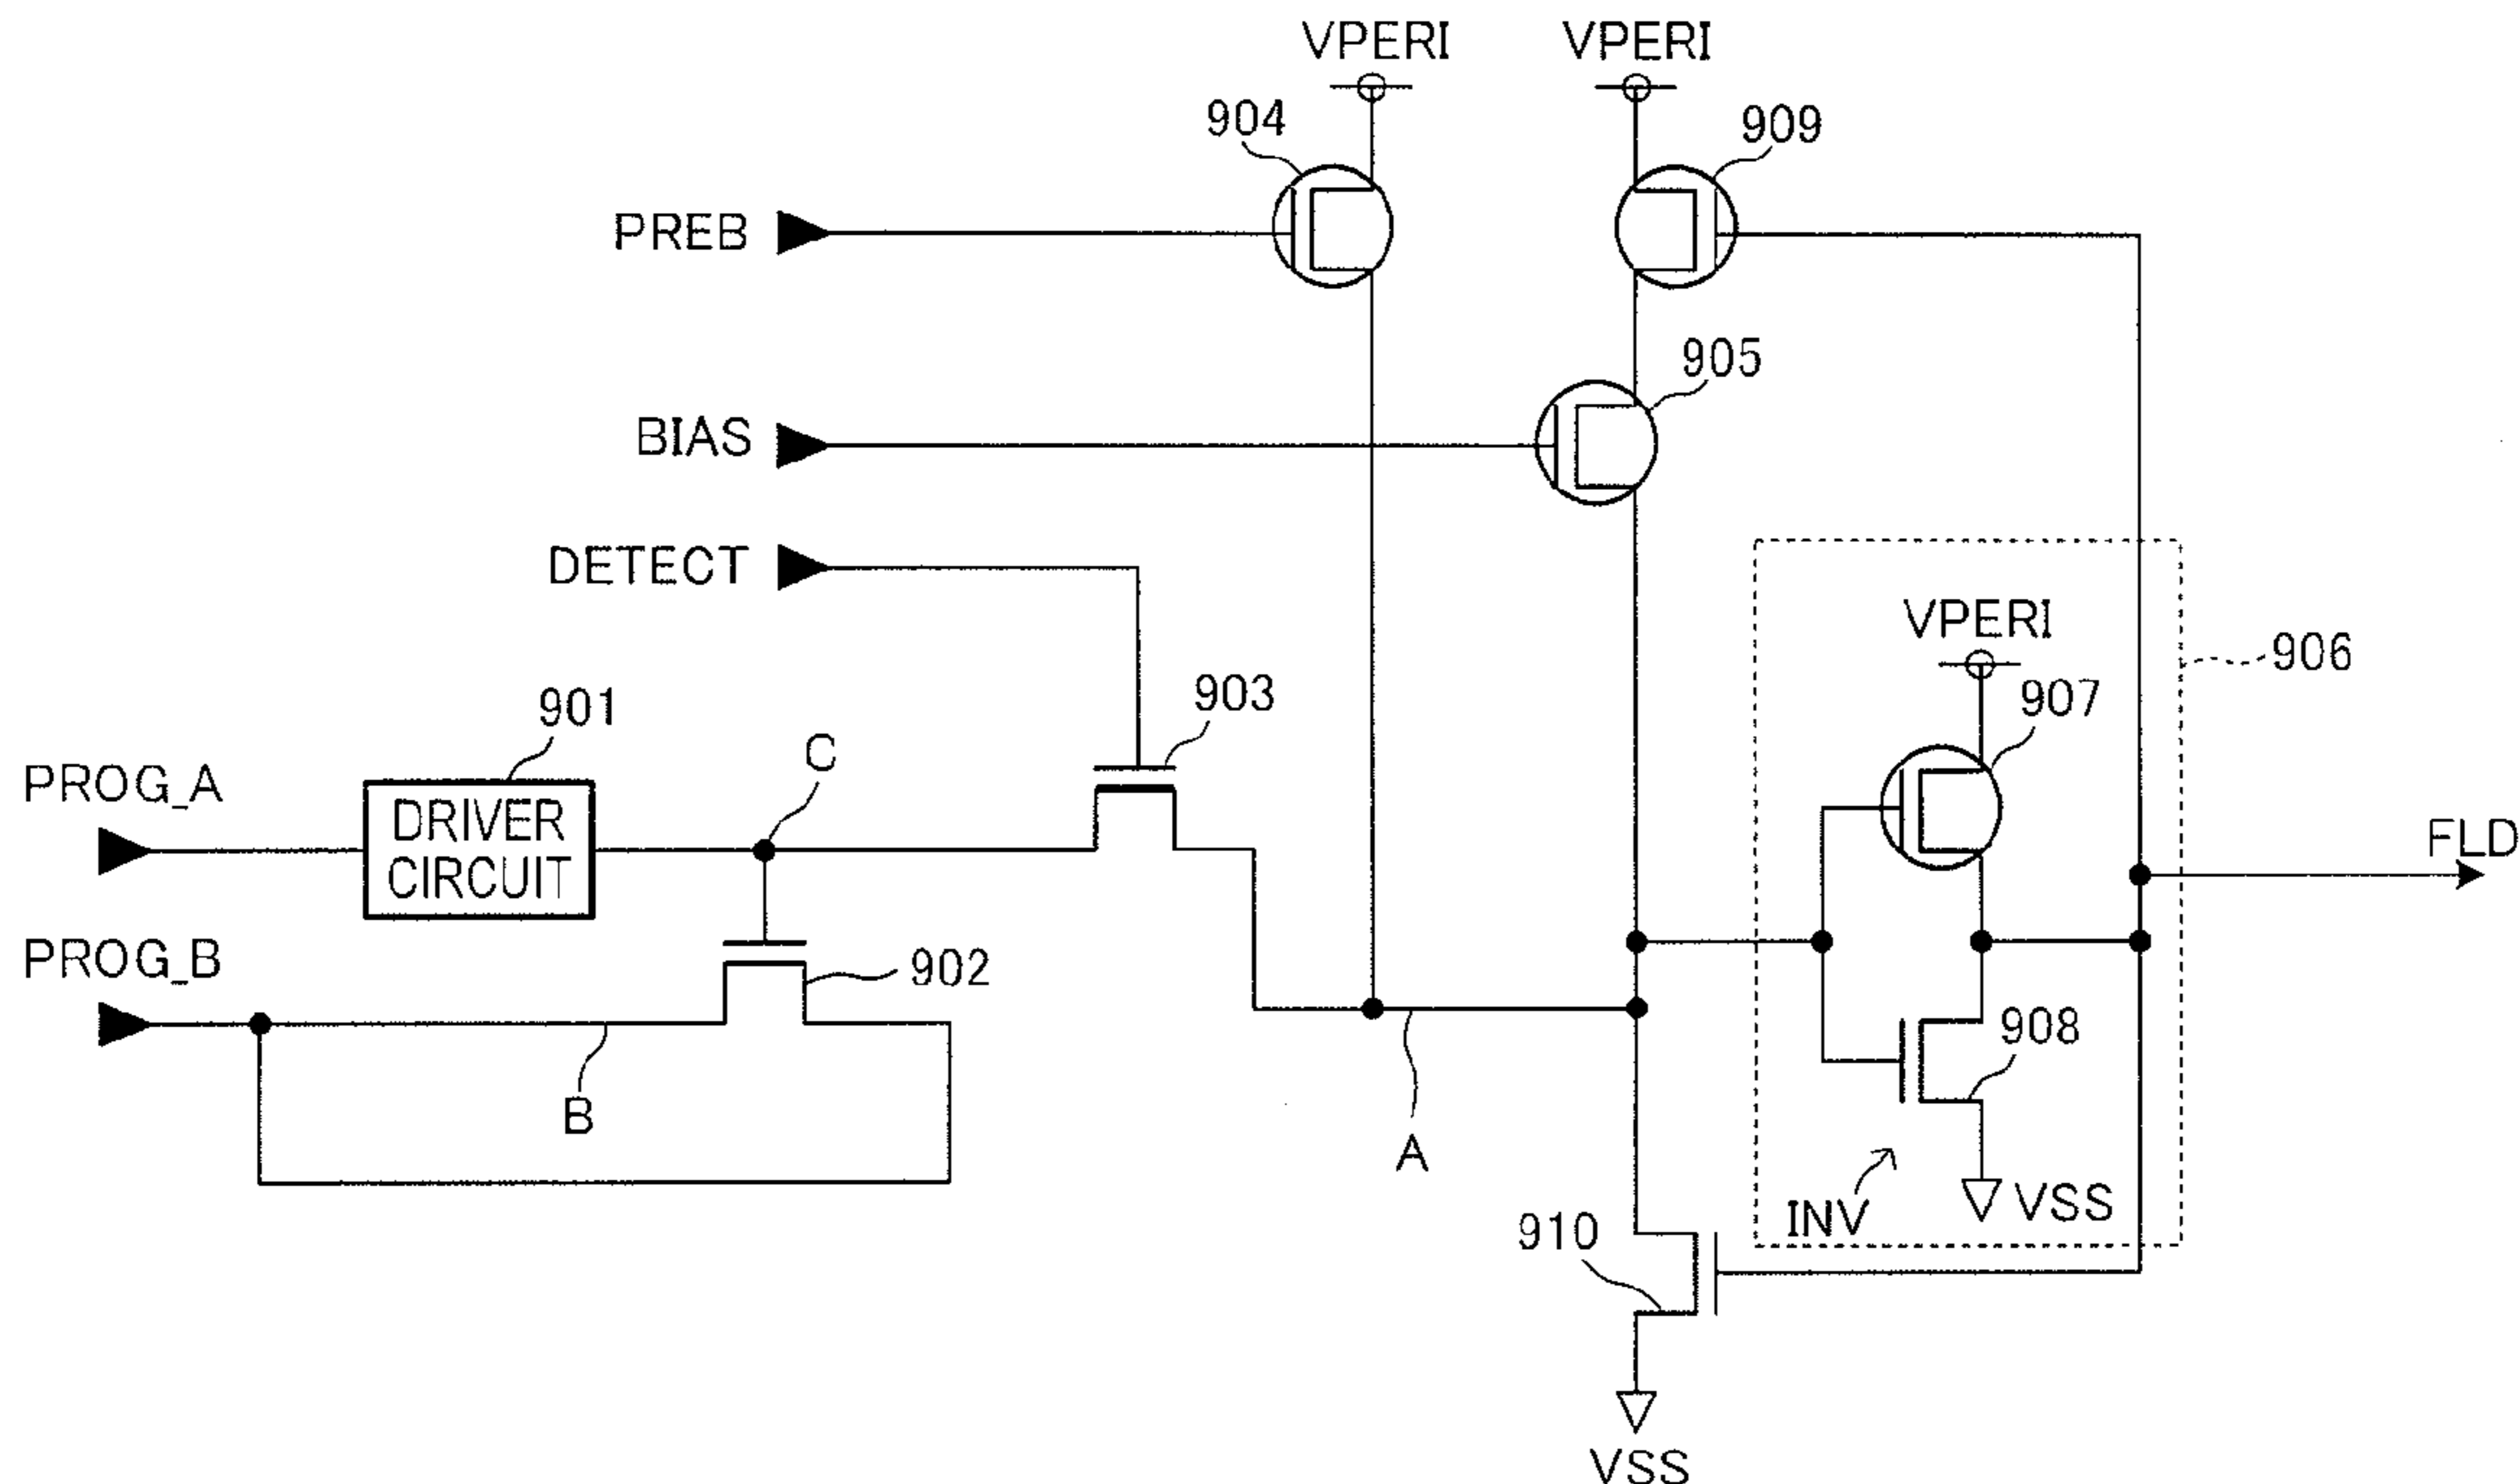 VPERI
VPERI
904
909
PREB
905
BIAS
DETECT
VPERI
906
903
907
901
C
PROG_A
DRIVER
CIRCUIT
FLD
PROG_B
902
908
B
A
INV
VSS
910
VSS